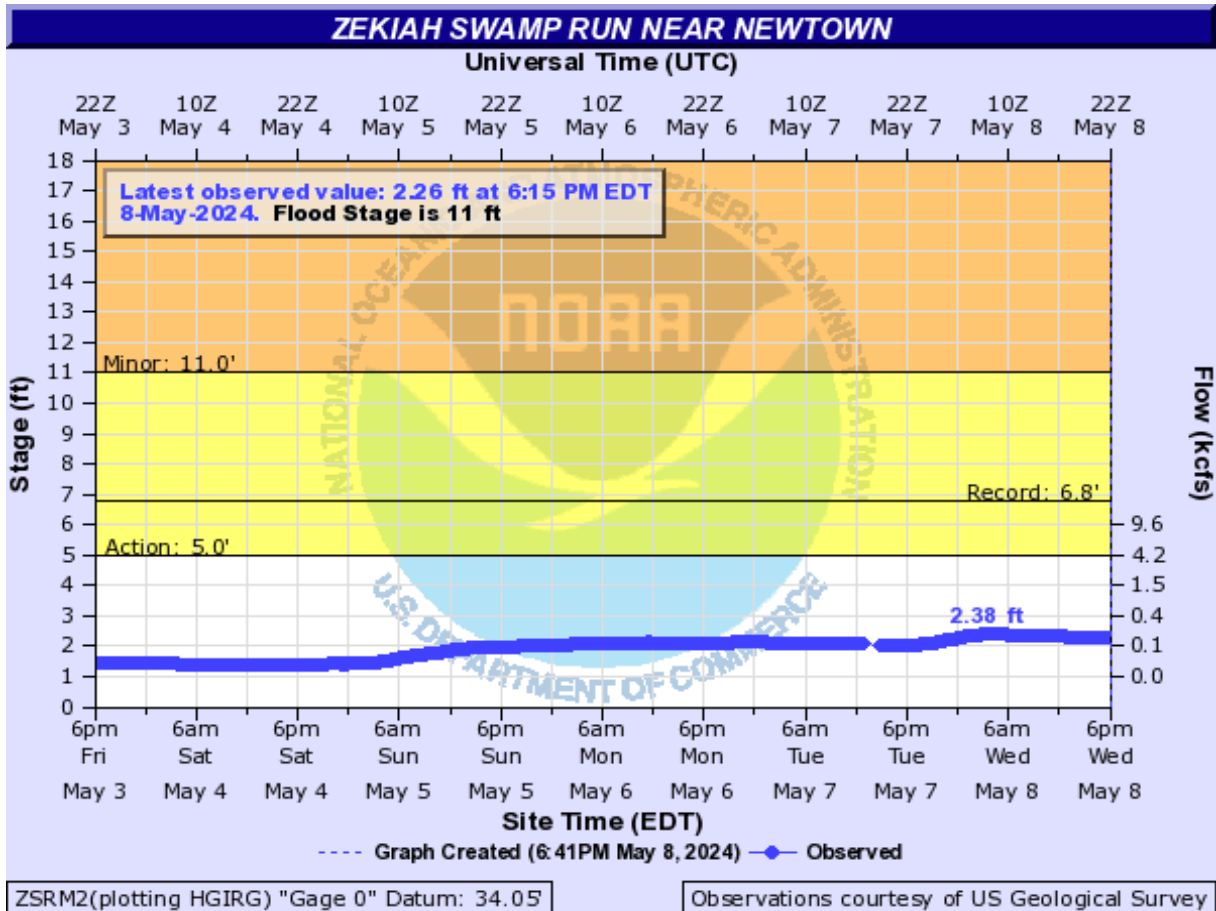 ZEKIAH SWAMP RUN NEAR NEWTOWN
Universal Time (UTC)
22Z 10Z 22Z 10Z 22Z 10Z 22Z 10Z 22Z 10Z 22Z
May 3 May 4 May 4 May 5 May 5 May 6 May 6 May 7 May 7 May 8 May 8
Latest observed value: 2.26 ft at 6:15 PM EDT
8-May-2024. Flood Stage is 11 ft
18
17
16
15
14
13
12
11
10
9
8
7
6
5
4
3
2
1
0
Stage (ft)
Minor: 11.0'
Record: 6.8'
Action: 5.0'
2.38 ft
NATIONAL OCEANIC AND ATMOSPHERIC ADMINISTRATION
NOAA
U.S. DEPARTMENT OF COMMERCE
Flow (kcfs)
9.6
4.2
1.5
0.4
0.1
0.0
6pm 6am 6pm 6am 6pm 6am 6pm 6am 6pm 6am 6pm
Fri Sat Sat Sun Sun Mon Mon Tue Tue Wed Wed
May 3 May 4 May 4 May 5 May 5 May 6 May 6 May 7 May 7 May 8 May 8
Site Time (EDT)
---- Graph Created (6:41PM May 8, 2024) Observed
ZSRM2(plotting HGIRG) "Gage 0" Datum: 34.05'
Observations courtesy of US Geological Survey